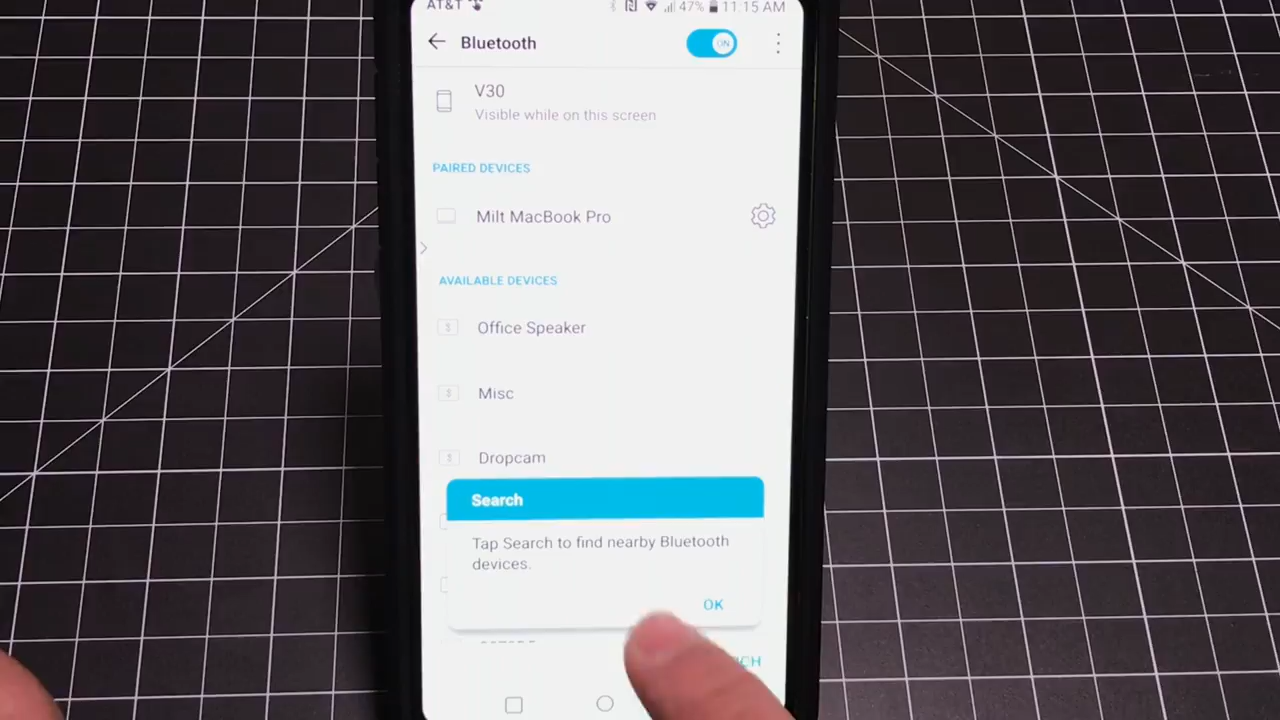 AT&T 47% 11:15 AM
Bluetooth ON
V30
Visible while on this screen
PAIRED DEVICES
Milt MacBook Pro
AVAILABLE DEVICES
Office Speaker
Misc
Dropcam
Search
Tap Search to find nearby Bluetooth
devices.
OK